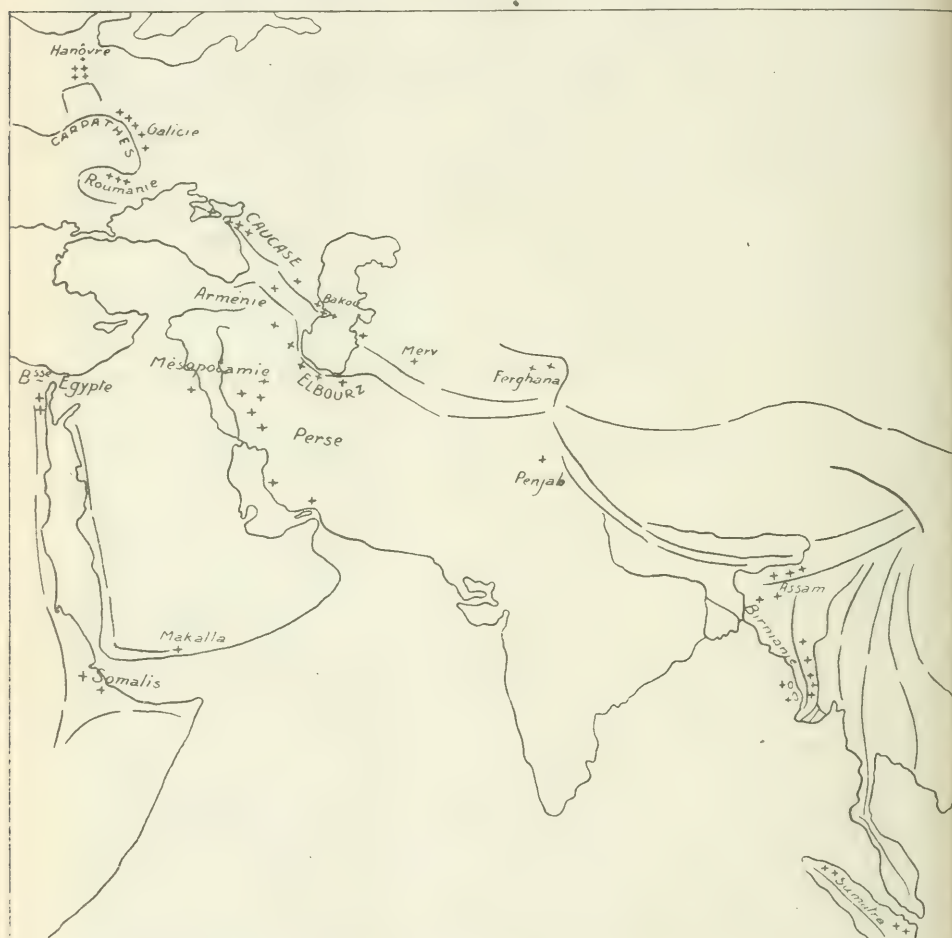 Hanôvre
CARPATHES
Galicie
Roumanie
CAUCASE
Arménie
Bakou
Mésopotamie
ELBOURZ
Merv
Ferghana
Bsse Egypte
Perse
Penjab
Assam
Birmanie
Makalla
Somalis
Sumatra